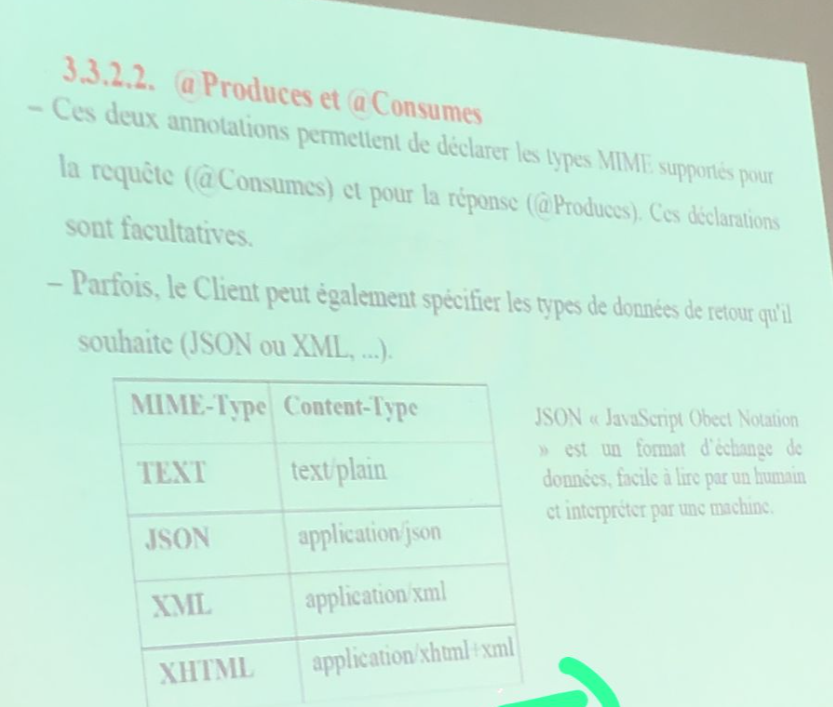 3.3.2.2. @Produces et @Consumes
– Ces deux annotations permettent de déclarer les types MIME supportés pour
la requête (@Consumes) et pour la réponse (@Produces). Ces déclarations
sont facultatives.
– Parfois, le Client peut également spécifier les types de données de retour qu'il
souhaite (JSON ou XML, ...).
MIME-Type Content-Type
TEXT text/plain
JSON application/json
XML application/xml
XHTML application/xhtml+xml
JSON « JavaScript Obect Notation
» est un format d'échange de
données, facile à lire par un humain
et interpréter par une machine.